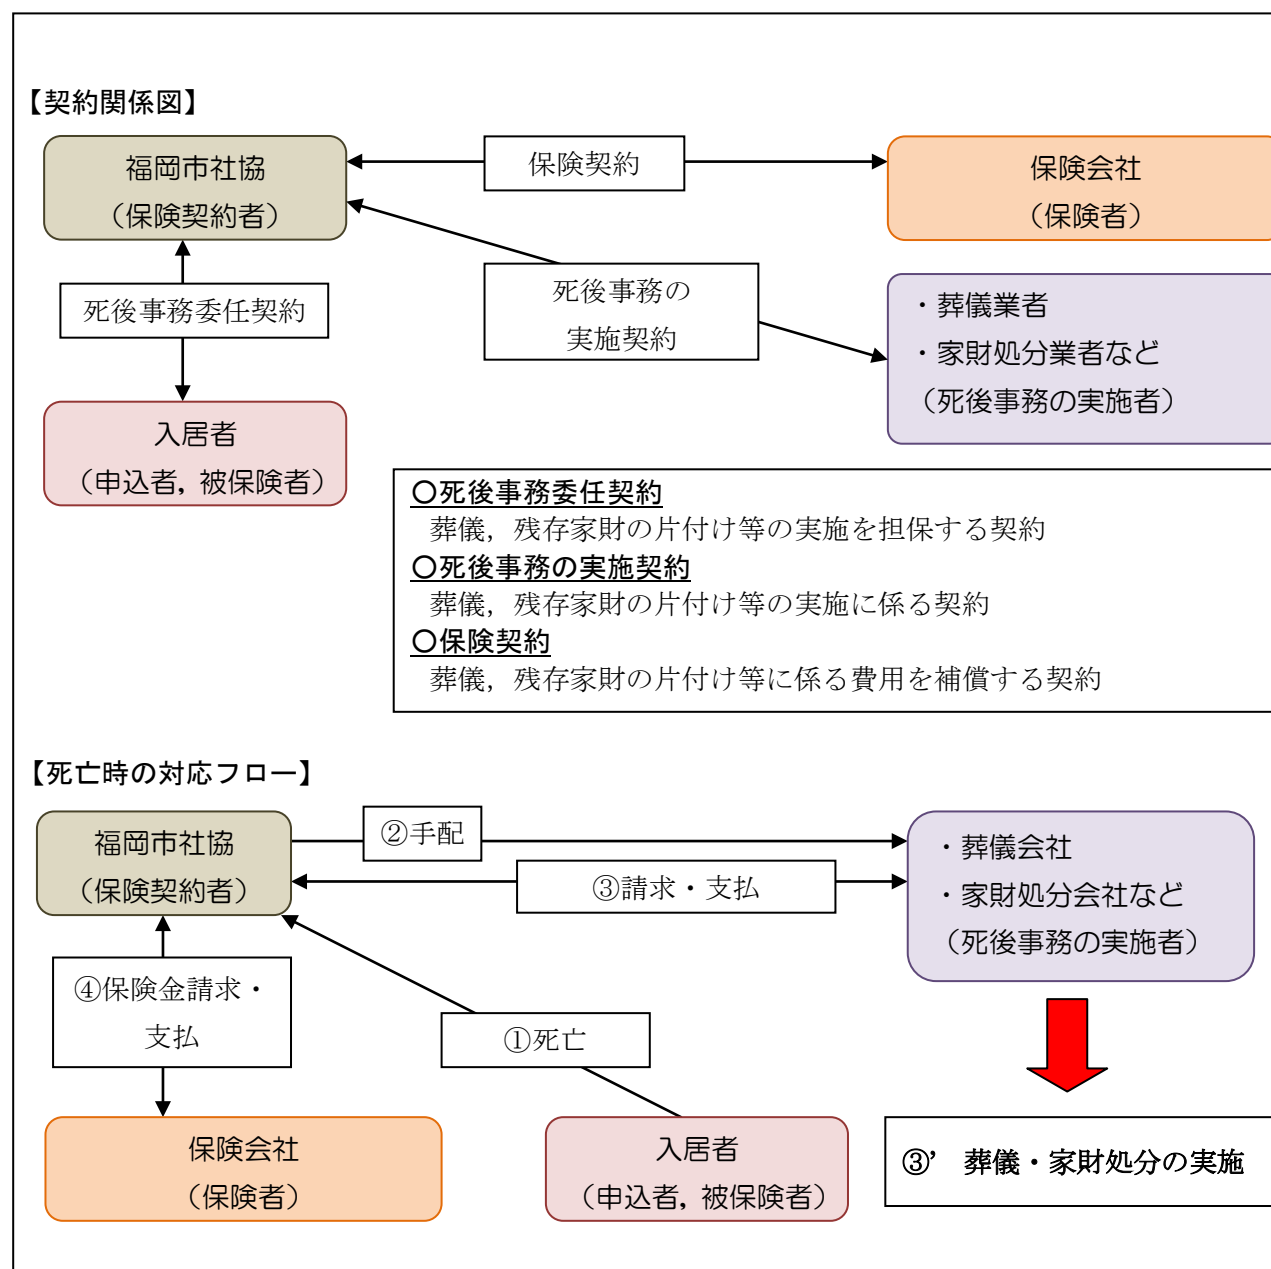 【契約関係図】
福岡市社協
（保険契約者）
保険契約
保険会社
（保険者）
死後事務委任契約
死後事務の
実施契約
・葬儀業者
・家財処分業者など
（死後事務の実施者）
入居者
（申込者，被保険者）
〇死後事務委任契約
葬儀，残存家財の片付け等の実施を担保する契約
〇死後事務の実施契約
葬儀，残存家財の片付け等の実施に係る契約
〇保険契約
葬儀，残存家財の片付け等に係る費用を補償する契約
【死亡時の対応フロー】
福岡市社協
（保険契約者）
②手配
③請求・支払
・葬儀会社
・家財処分会社など
（死後事務の実施者）
④保険金請求・
支払
①死亡
保険会社
（保険者）
入居者
（申込者，被保険者）
③’　葬儀・家財処分の実施